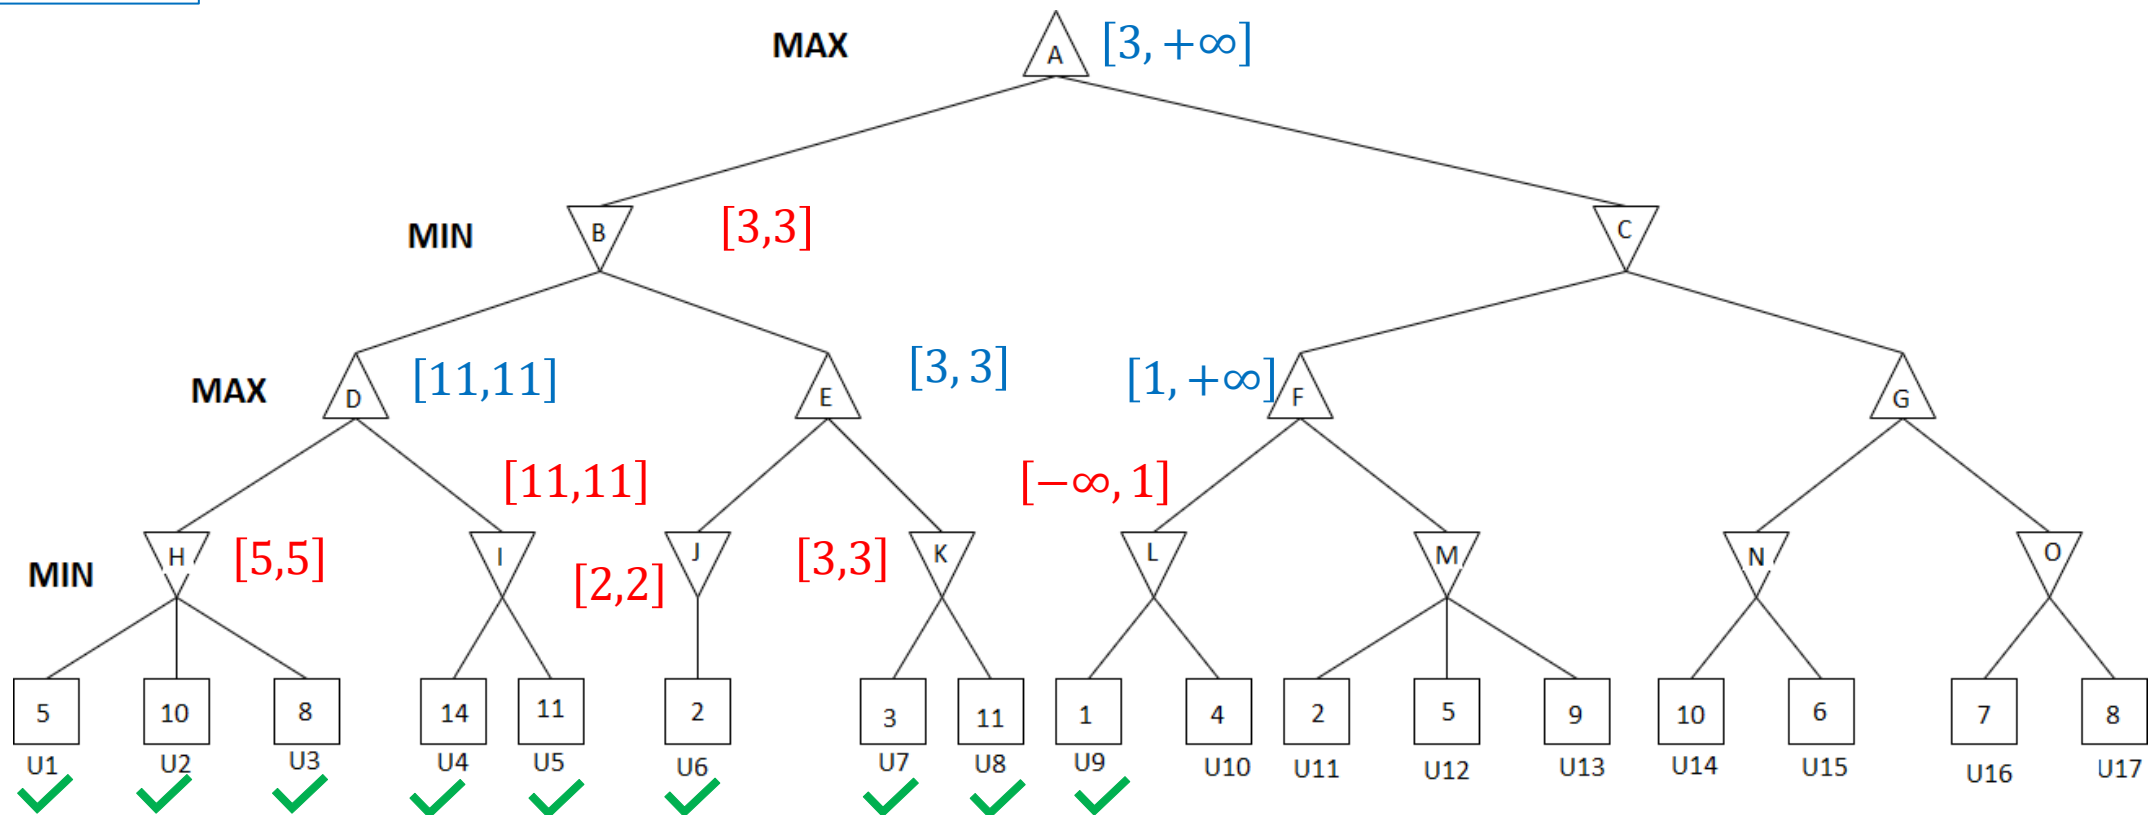 MAX A [3, +∞]
MIN B [3,3] C
MAX D [11,11] E [3, 3] [1, +∞] F G
[11,11] [−∞, 1]
MIN H [5,5] I [2,2] J [3,3] K L M N O
5 10 8 14 11 2 3 11 1 4 2 5 9 10 6 7 8
U1 U2 U3 U4 U5 U6 U7 U8 U9 U10 U11 U12 U13 U14 U15 U16 U17